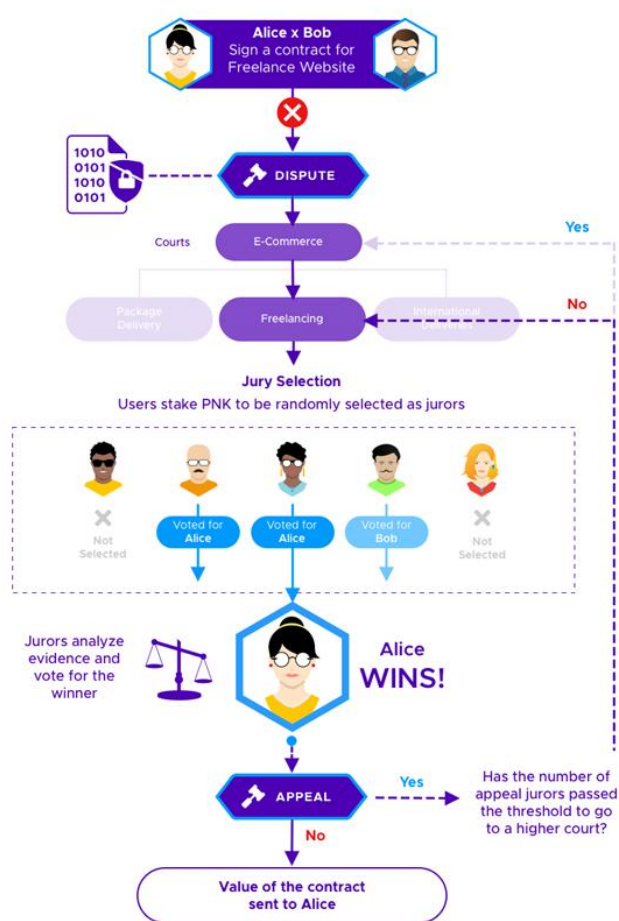 Alice x Bob
Sign a contract for
Freelance Website
1010
0101
1010
0101
DISPUTE
Yes
Courts
E-Commerce
No
Package
Delivery
Freelancing
International
Deliveries
Jury Selection
Users stake PNK to be randomly selected as jurors
Not
Selected
Voted for
Alice
Voted for
Alice
Voted for
Bob
Not
Selected
Jurors analyze
evidence and
vote for the
winner
Alice
WINS!
APPEAL
Yes
Has the number of
appeal jurors passed
the threshold to go
to a higher court?
No
Value of the contract
sent to Alice